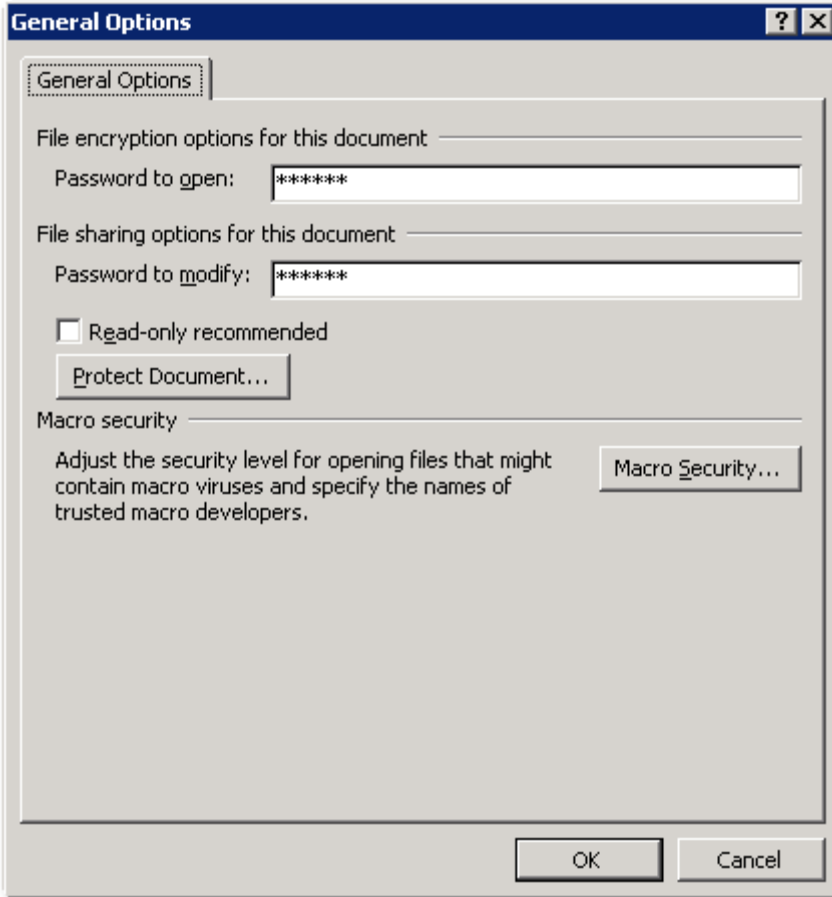 General Options
General Options
File encryption options for this document
Password to open: ******
File sharing options for this document
Password to modify: ******
Read-only recommended
Protect Document...
Macro security
Adjust the security level for opening files that might
contain macro viruses and specify the names of
trusted macro developers.
Macro Security...
OK Cancel